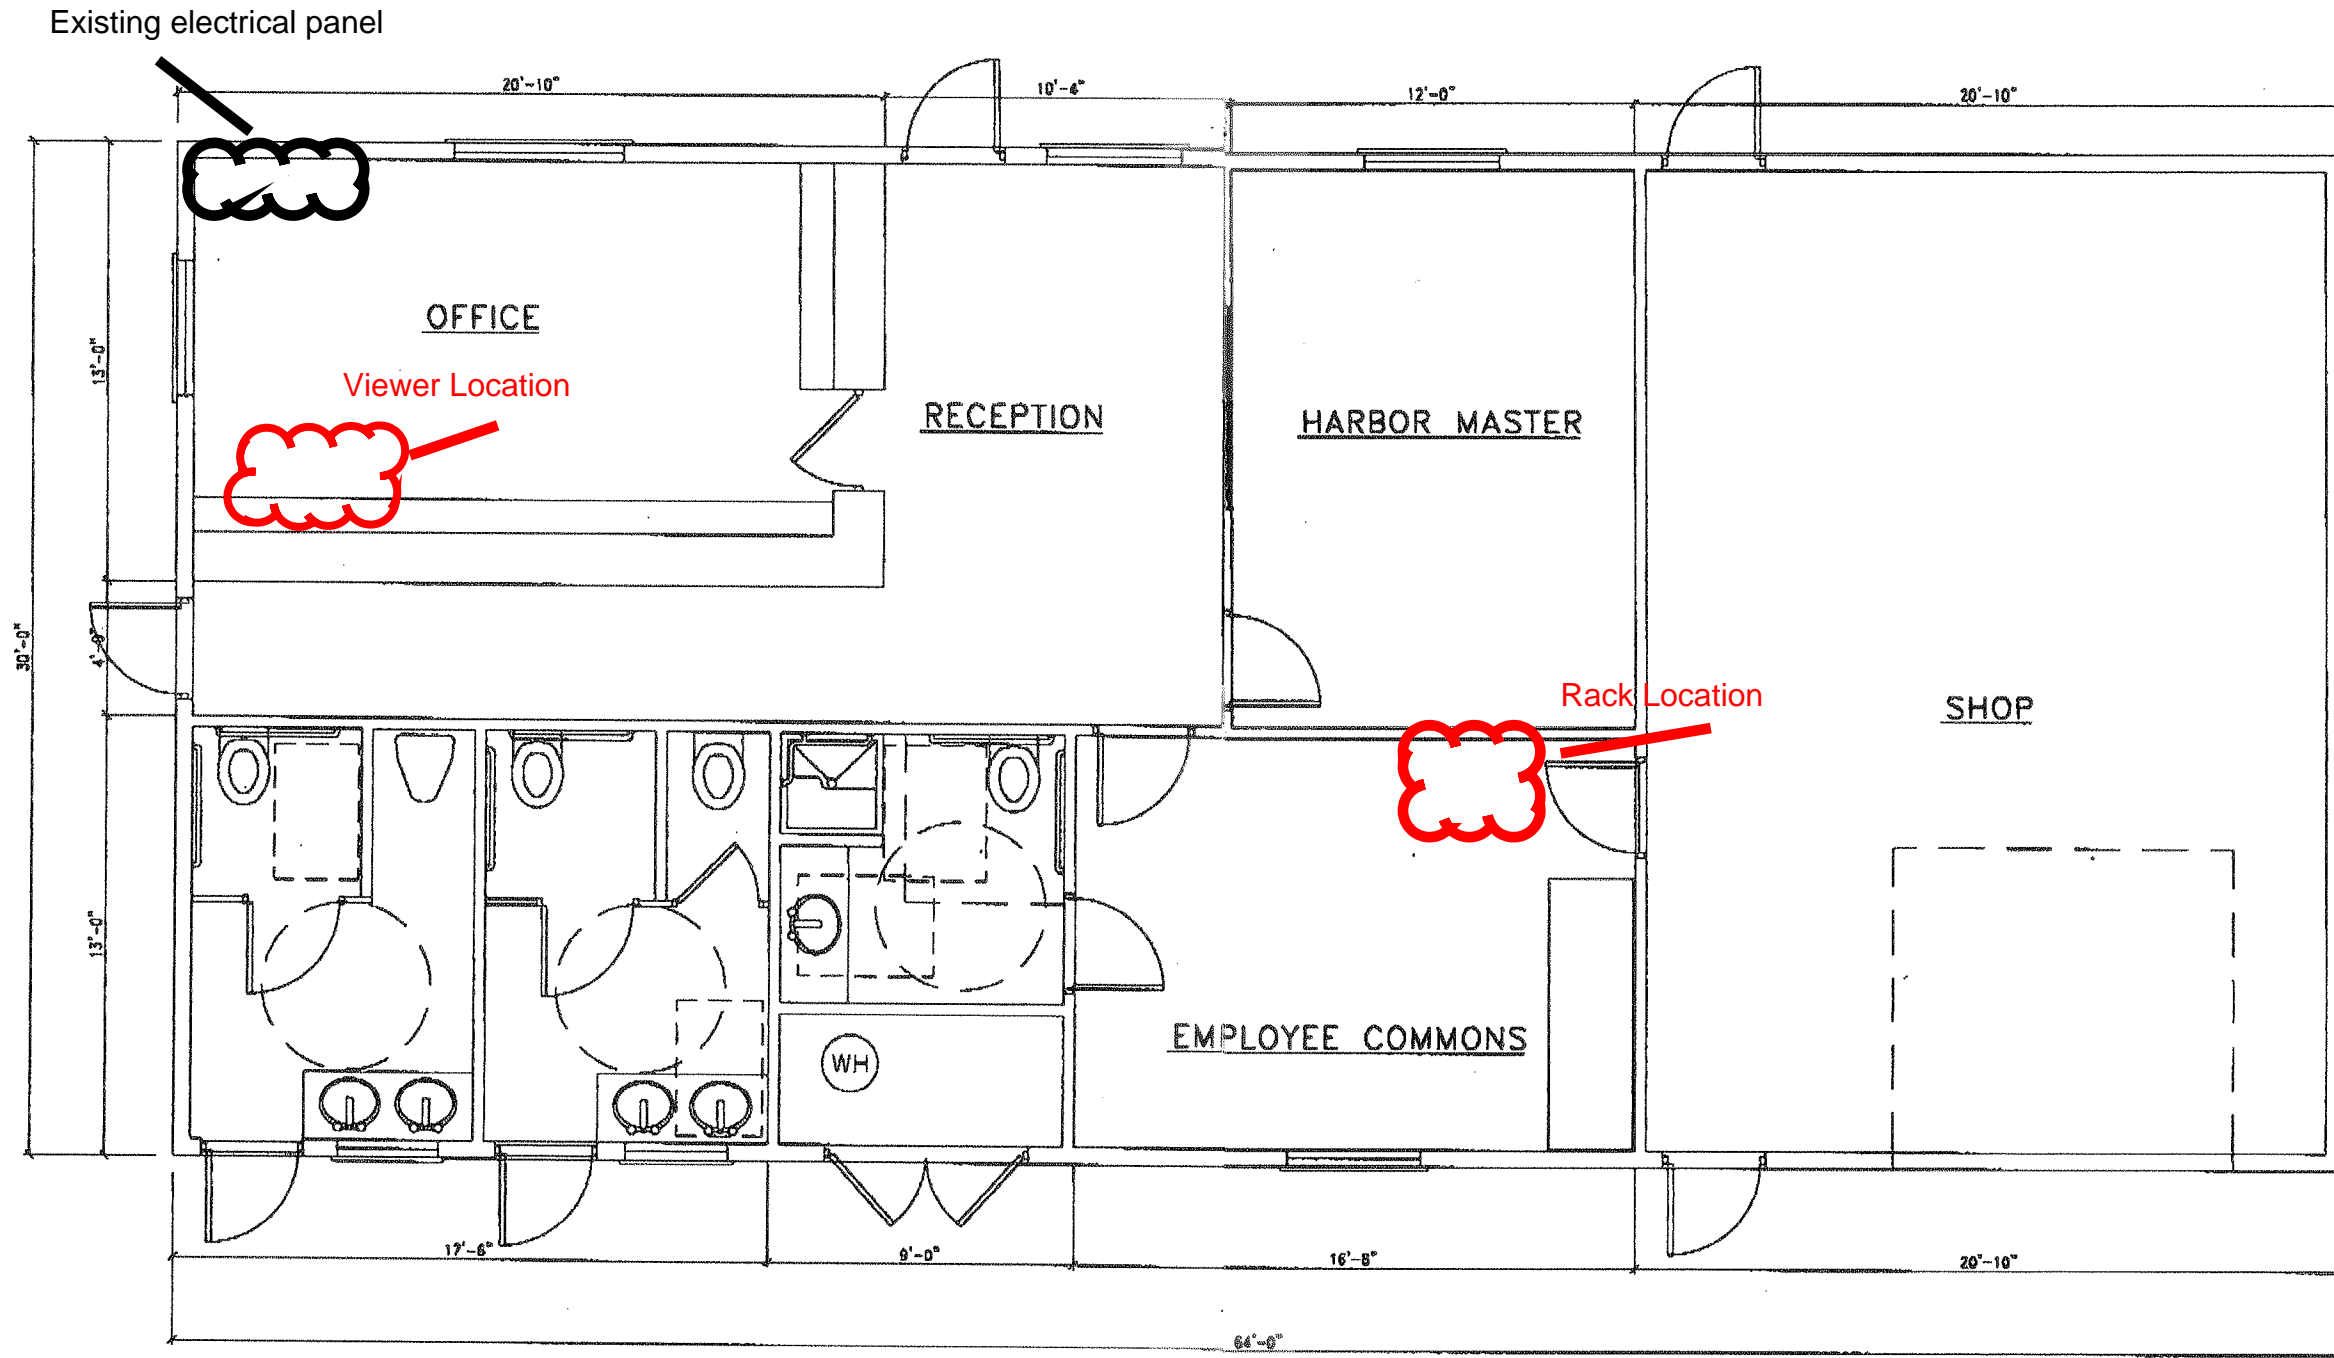 Existing electrical panel
20'-10"
10'-4"
12'-0"
20'-10"
OFFICE
13'-0"
Viewer Location
RECEPTION
HARBOR MASTER
30'-0"
4'-0"
Rack Location
SHOP
13'-0"
EMPLOYEE COMMONS
WH
17'-6"
9'-0"
16'-8"
20'-10"
64'-0"